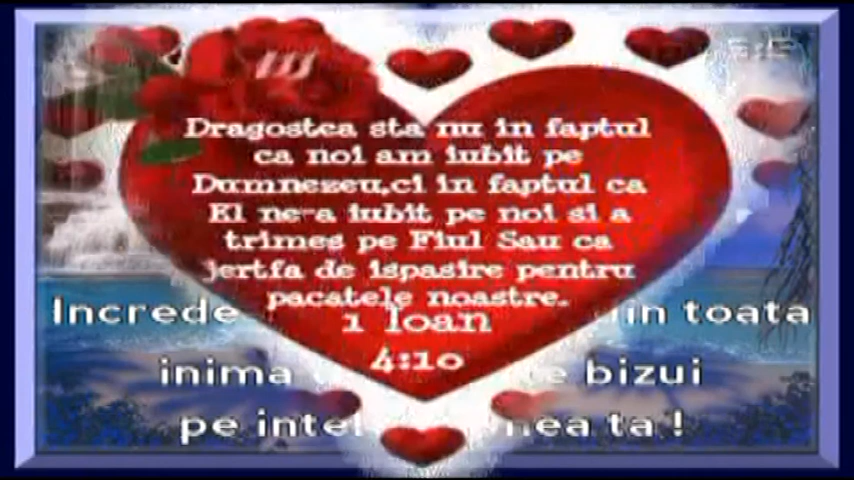 Dragostea sta nu in faptul
ca noi am iubit pe
Dumnezeu,ci in faptul ca
El ne-a iubit pe noi si a
trimes pe Fiul Sau ca
jertfa de ispasire pentru
pacatele noastre.
1 Ioan
4:10
Increde in toata
inima bizui
pe ta !